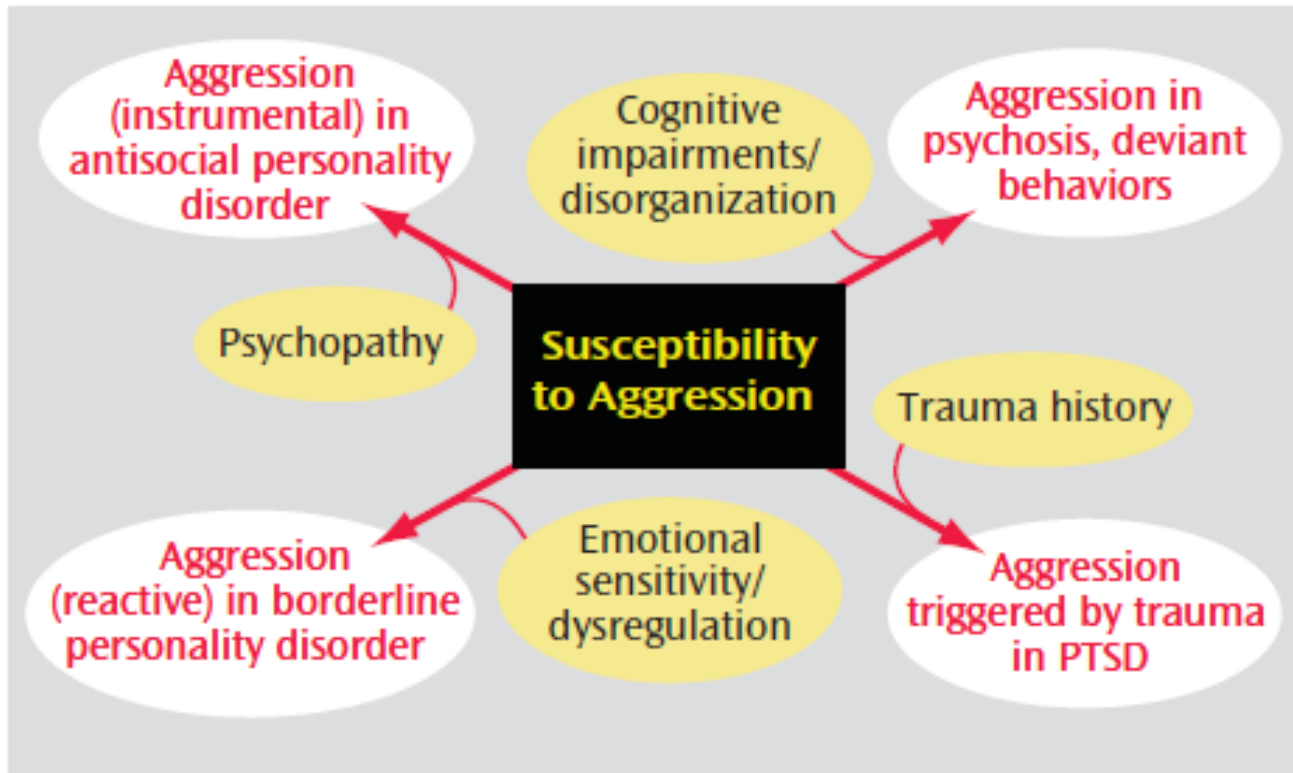 Aggression
(instrumental) in
antisocial personality
disorder
Cognitive
impairments/
disorganization
Aggression in
psychosis, deviant
behaviors
Psychopathy
Susceptibility
to Aggression
Trauma history
Aggression
(reactive) in borderline
personality disorder
Emotional
sensitivity/
dysregulation
Aggression
triggered by trauma
in PTSD